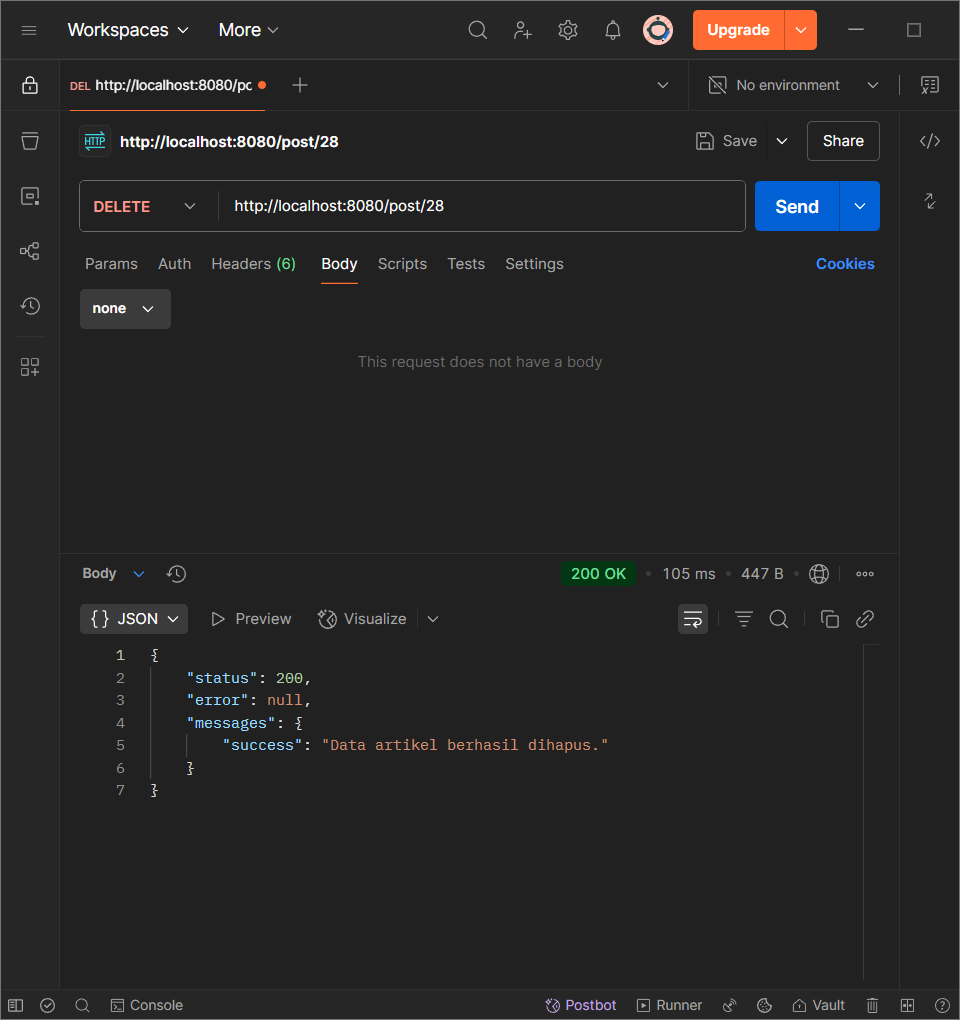 Workspaces More Upgrade
DEL http://localhost:8080/pc No environment
HTTP http://localhost:8080/post/28 Save Share
DELETE http://localhost:8080/post/28 Send
Params Auth Headers (6) Body Scripts Tests Settings Cookies
none
This request does not have a body
Body 200 OK • 105 ms • 447 B •
{} JSON Preview Visualize
1 {
2 "status": 200,
3 "error": null,
4 "messages": {
5 "success": "Data artikel berhasil dihapus."
6 }
7 }
Console Postbot Runner Vault